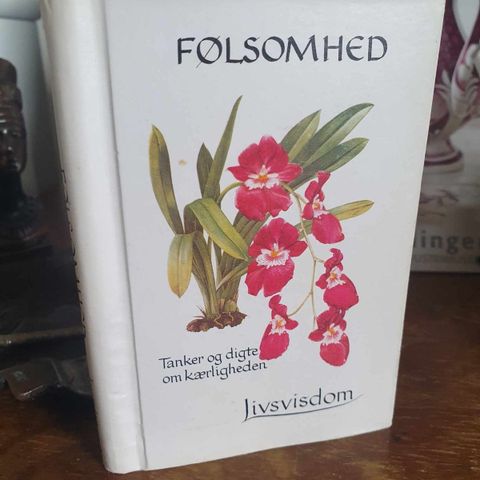 FØLSOMHED
Tanker og digte
om kærligheden
Livsvisdom